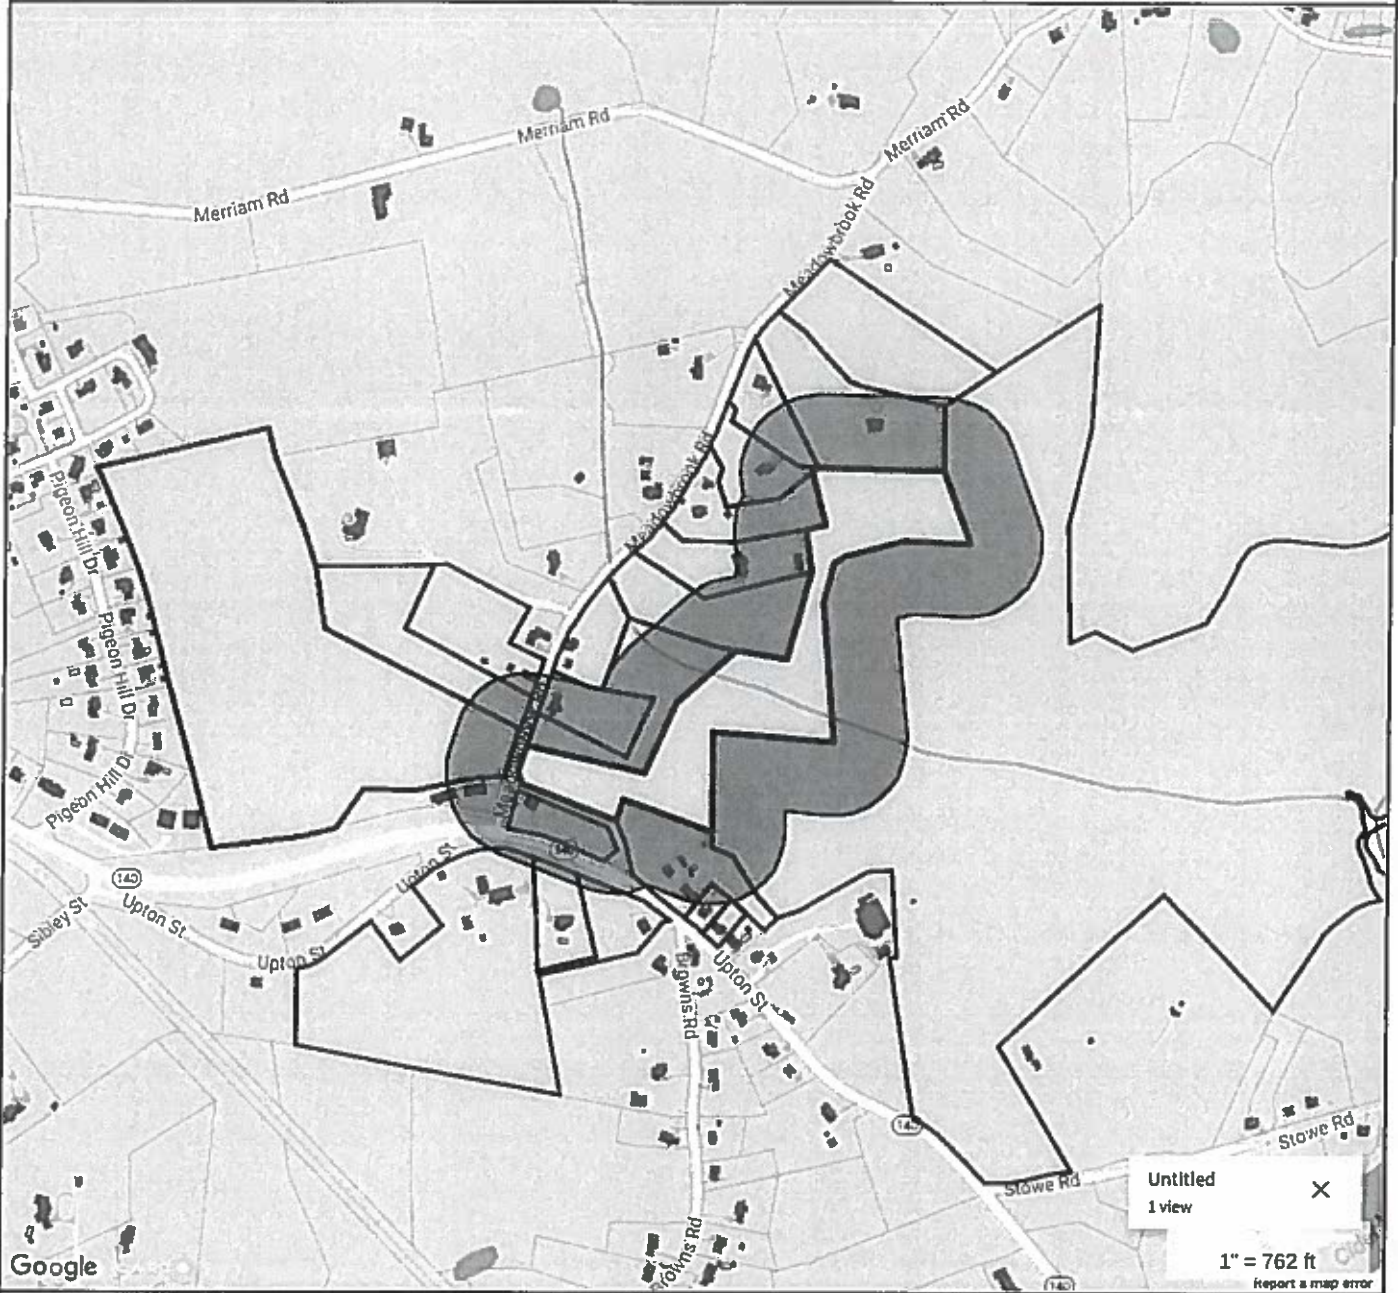 Merriam Rd
Merriam Rd
Merriam Rd
Meadowbrook Rd
Meadowbrook Rd
Pigeon Hill Dr
Pigeon Hill Dr
Pigeon Hill Dr
140
Upton St
Upton St
Sibley St
Upton St
Upton St
Browns Rd
140
Stowe Rd
Stowe Rd
Browns Rd
140
Untitled
1 view
1" = 762 ft
Report a map error
Google